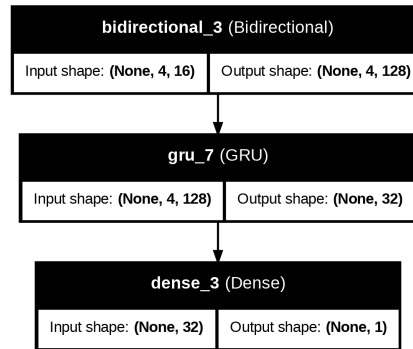 bidirectional_3 (Bidirectional)
Input shape: (None, 4, 16) Output shape: (None, 4, 128)
gru_7 (GRU)
Input shape: (None, 4, 128) Output shape: (None, 32)
dense_3 (Dense)
Input shape: (None, 32) Output shape: (None, 1)